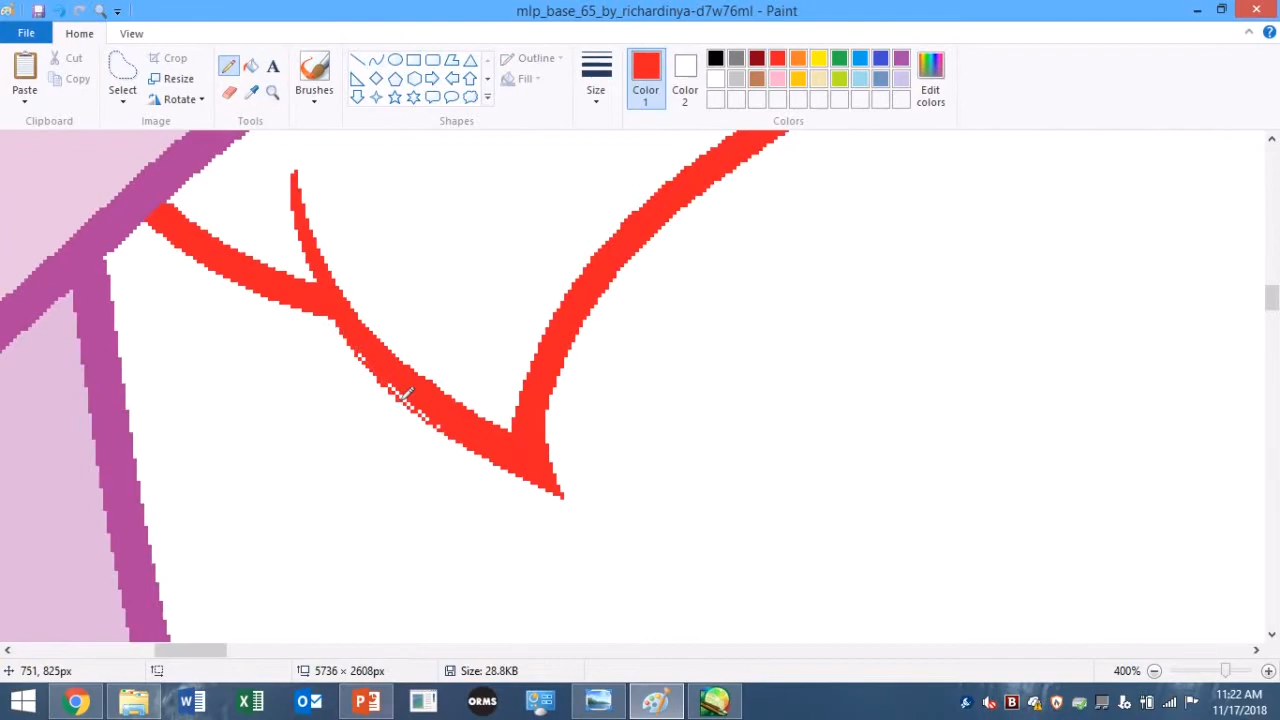 mlp_base_65_by_richardinya-d7w76ml - Paint
File Home View
Paste
Cut
Copy
Clipboard
Select
Crop
Resize
Rotate
Image
A
Tools
Brushes
Outline
Fill
Shapes
Size
Color 1
Color 2
Edit colors
Colors
751, 825px
5736 × 2608px
Size: 28.8KB
400%
ORMS
11:22 AM
11/17/2018